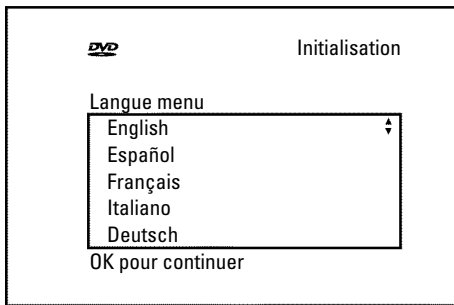 DVD Initialisation
Langue menu
English
Español
Français
Italiano
Deutsch
OK pour continuer